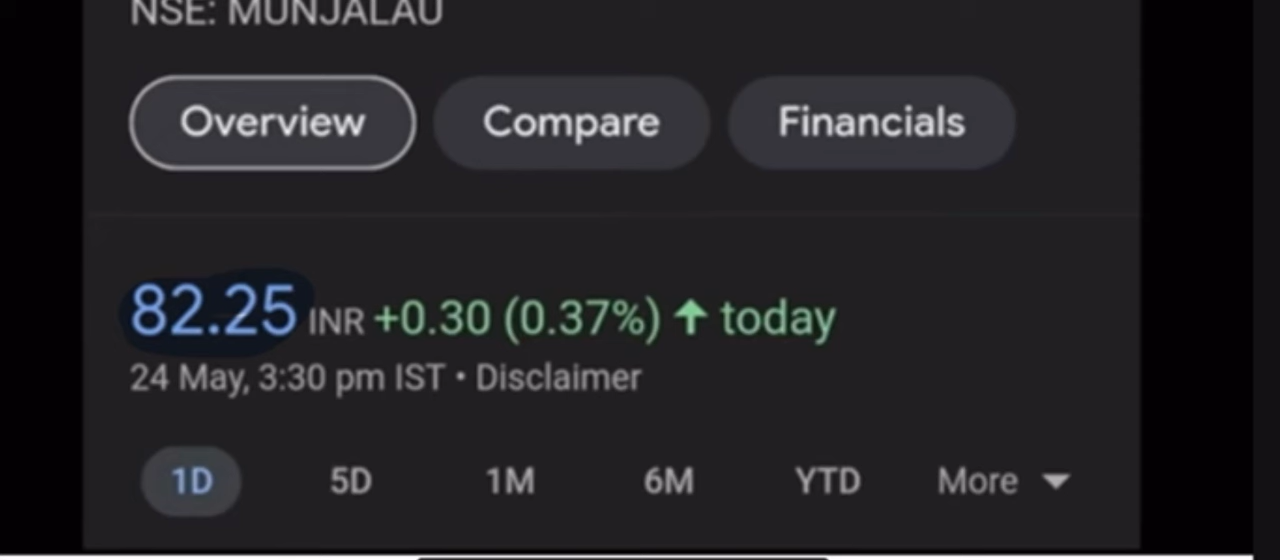 NSE: MUNJALAU
Overview Compare Financials
82.25 INR +0.30 (0.37%) ↑ today
24 May, 3:30 pm IST • Disclaimer
1D 5D 1M 6M YTD More